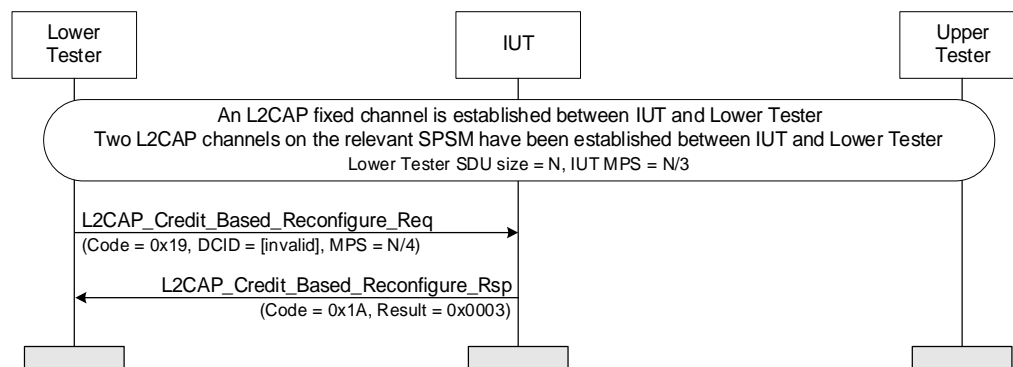 Lower
Tester
IUT
Upper
Tester
An L2CAP fixed channel is established between IUT and Lower Tester
Two L2CAP channels on the relevant SPSM have been established between IUT and Lower Tester
Lower Tester SDU size = N, IUT MPS = N/3
L2CAP_Credit_Based_Reconfigure_Req
(Code = 0x19, DCID = [invalid], MPS = N/4)
L2CAP_Credit_Based_Reconfigure_Rsp
(Code = 0x1A, Result = 0x0003)